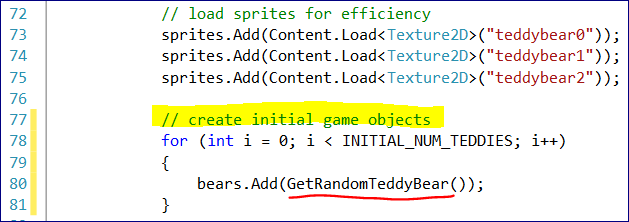 72 // load sprites for efficiency
73 sprites.Add(Content.Load<Texture2D>("teddybear0"));
74 sprites.Add(Content.Load<Texture2D>("teddybear1"));
75 sprites.Add(Content.Load<Texture2D>("teddybear2"));
76
77 // create initial game objects
78 for (int i = 0; i < INITIAL_NUM_TEDDIES; i++)
79 {
80 bears.Add(GetRandomTeddyBear());
81 }